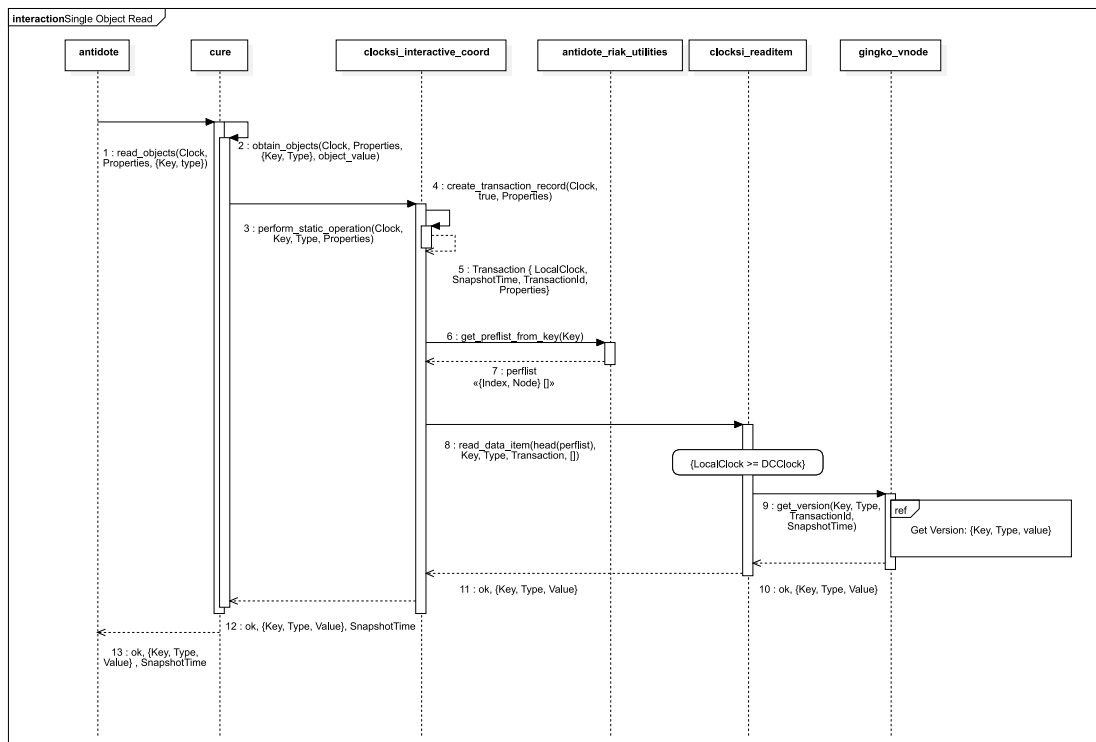 interactionSingle Object Read
antidote
cure
clocksi_interactive_coord
antidote_riak_utilities
clocksi_readitem
gingko_vnode
1 : read_objects(Clock,
Properties, {Key, type})
2 : obtain_objects(Clock, Properties,
{Key, Type}, object_value)
3 : perform_static_operation(Clock,
Key, Type, Properties)
4 : create_transaction_record(Clock,
true, Properties)
5 : Transaction { LocalClock,
SnapshotTime, TransactionId,
Properties}
6 : get_preflist_from_key(Key)
7 : perflist
«{Index, Node} []»
8 : read_data_item(head(perflist),
Key, Type, Transaction, [])
{LocalClock >= DCClock}
9 : get_version(Key, Type,
TransactionId,
SnapshotTime)
ref
Get Version: {Key, Type, value}
10 : ok, {Key, Type, Value}
11 : ok, {Key, Type, Value}
12 : ok, {Key, Type, Value}, SnapshotTime
13 : ok, {Key, Type,
Value} , SnapshotTime